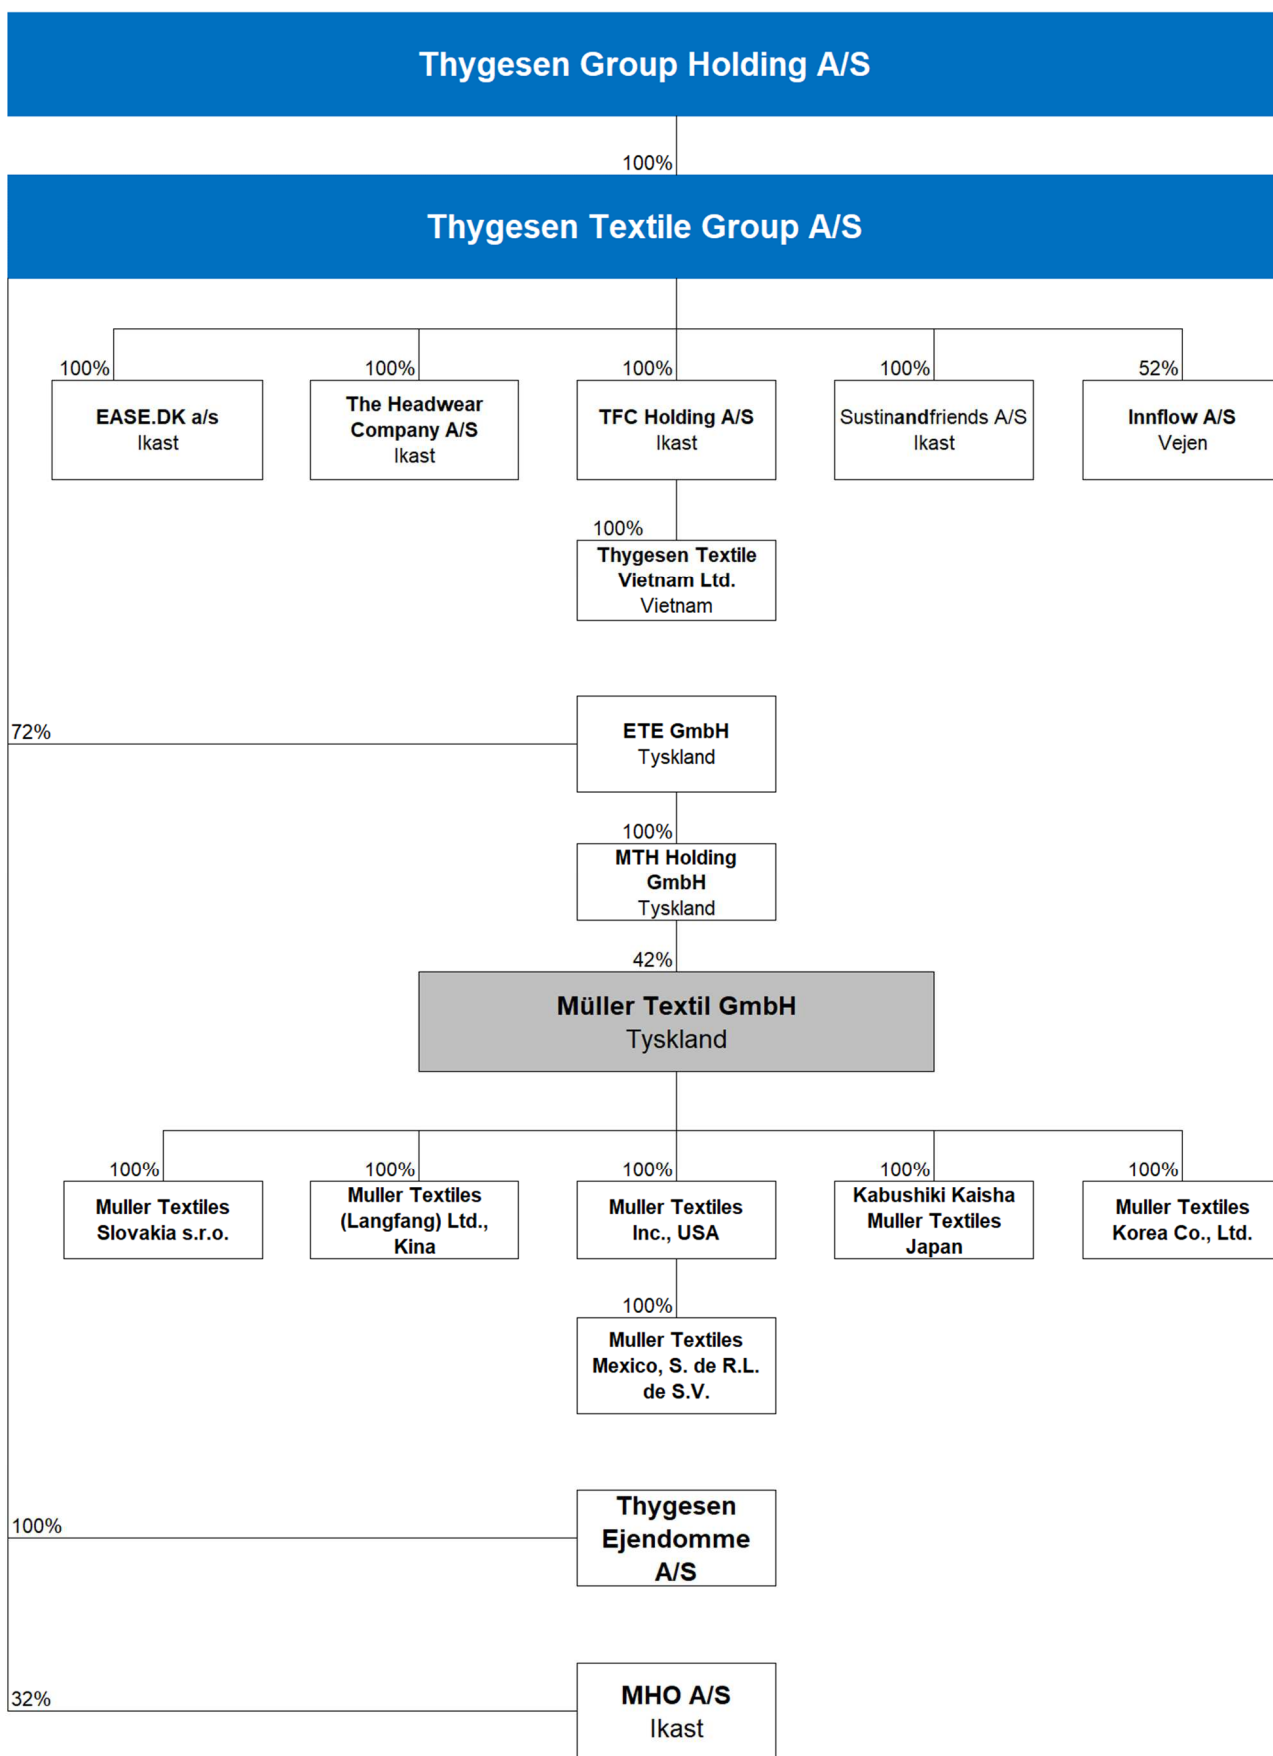 Thygesen Group Holding A/S
100%
Thygesen Textile Group A/S
100%
EASE.DK a/s
Ikast
100%
The Headwear
Company A/S
Ikast
100%
TFC Holding A/S
Ikast
100%
Sustinandfriends A/S
Ikast
52%
Innflow A/S
Vejen
100%
Thygesen Textile
Vietnam Ltd.
Vietnam
72%
ETE GmbH
Tyskland
100%
MTH Holding
GmbH
Tyskland
42%
Müller Textil GmbH
Tyskland
100%
Muller Textiles
Slovakia s.r.o.
100%
Muller Textiles
(Langfang) Ltd.,
Kina
100%
Muller Textiles
Inc., USA
100%
Kabushiki Kaisha
Muller Textiles
Japan
100%
Muller Textiles
Korea Co., Ltd.
100%
Muller Textiles
Mexico, S. de R.L.
de S.V.
100%
Thygesen
Ejendomme
A/S
32%
MHO A/S
Ikast